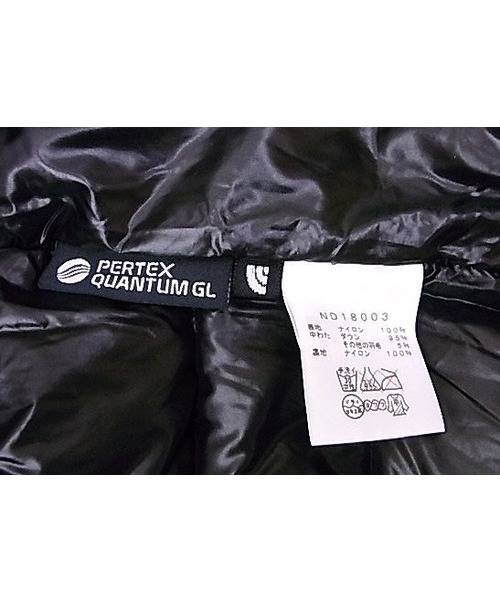 PERTEX
QUANTUM GL
ND18003
表地 ナイロン 100%
中わた ダウン 95%
その他の羽毛 5%
裏地 ナイロン 100%